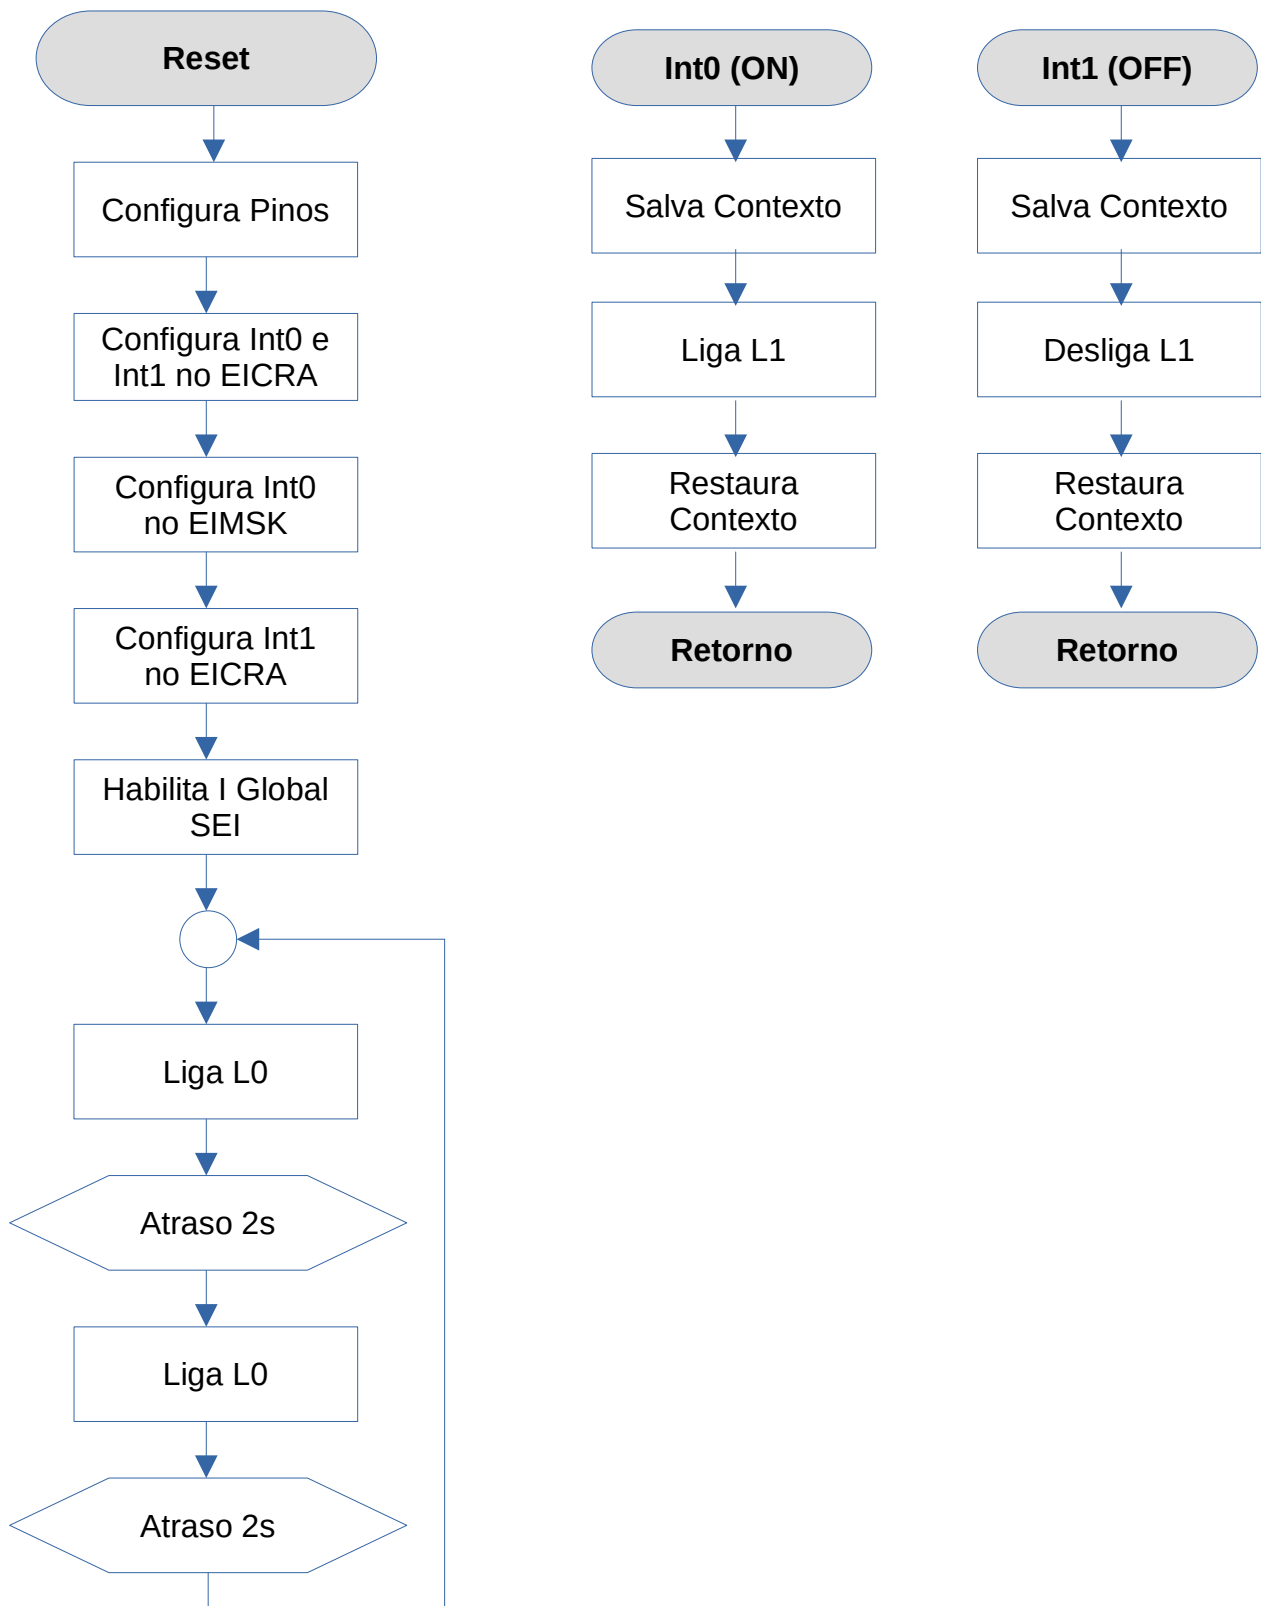 Reset
Configura Pinos
Configura Int0 e
Int1 no EICRA
Configura Int0
no EIMSK
Configura Int1
no EICRA
Habilita I Global
SEI
Liga L0
Atraso 2s
Liga L0
Atraso 2s
Int0 (ON)
Salva Contexto
Liga L1
Restaura
Contexto
Retorno
Int1 (OFF)
Salva Contexto
Desliga L1
Restaura
Contexto
Retorno